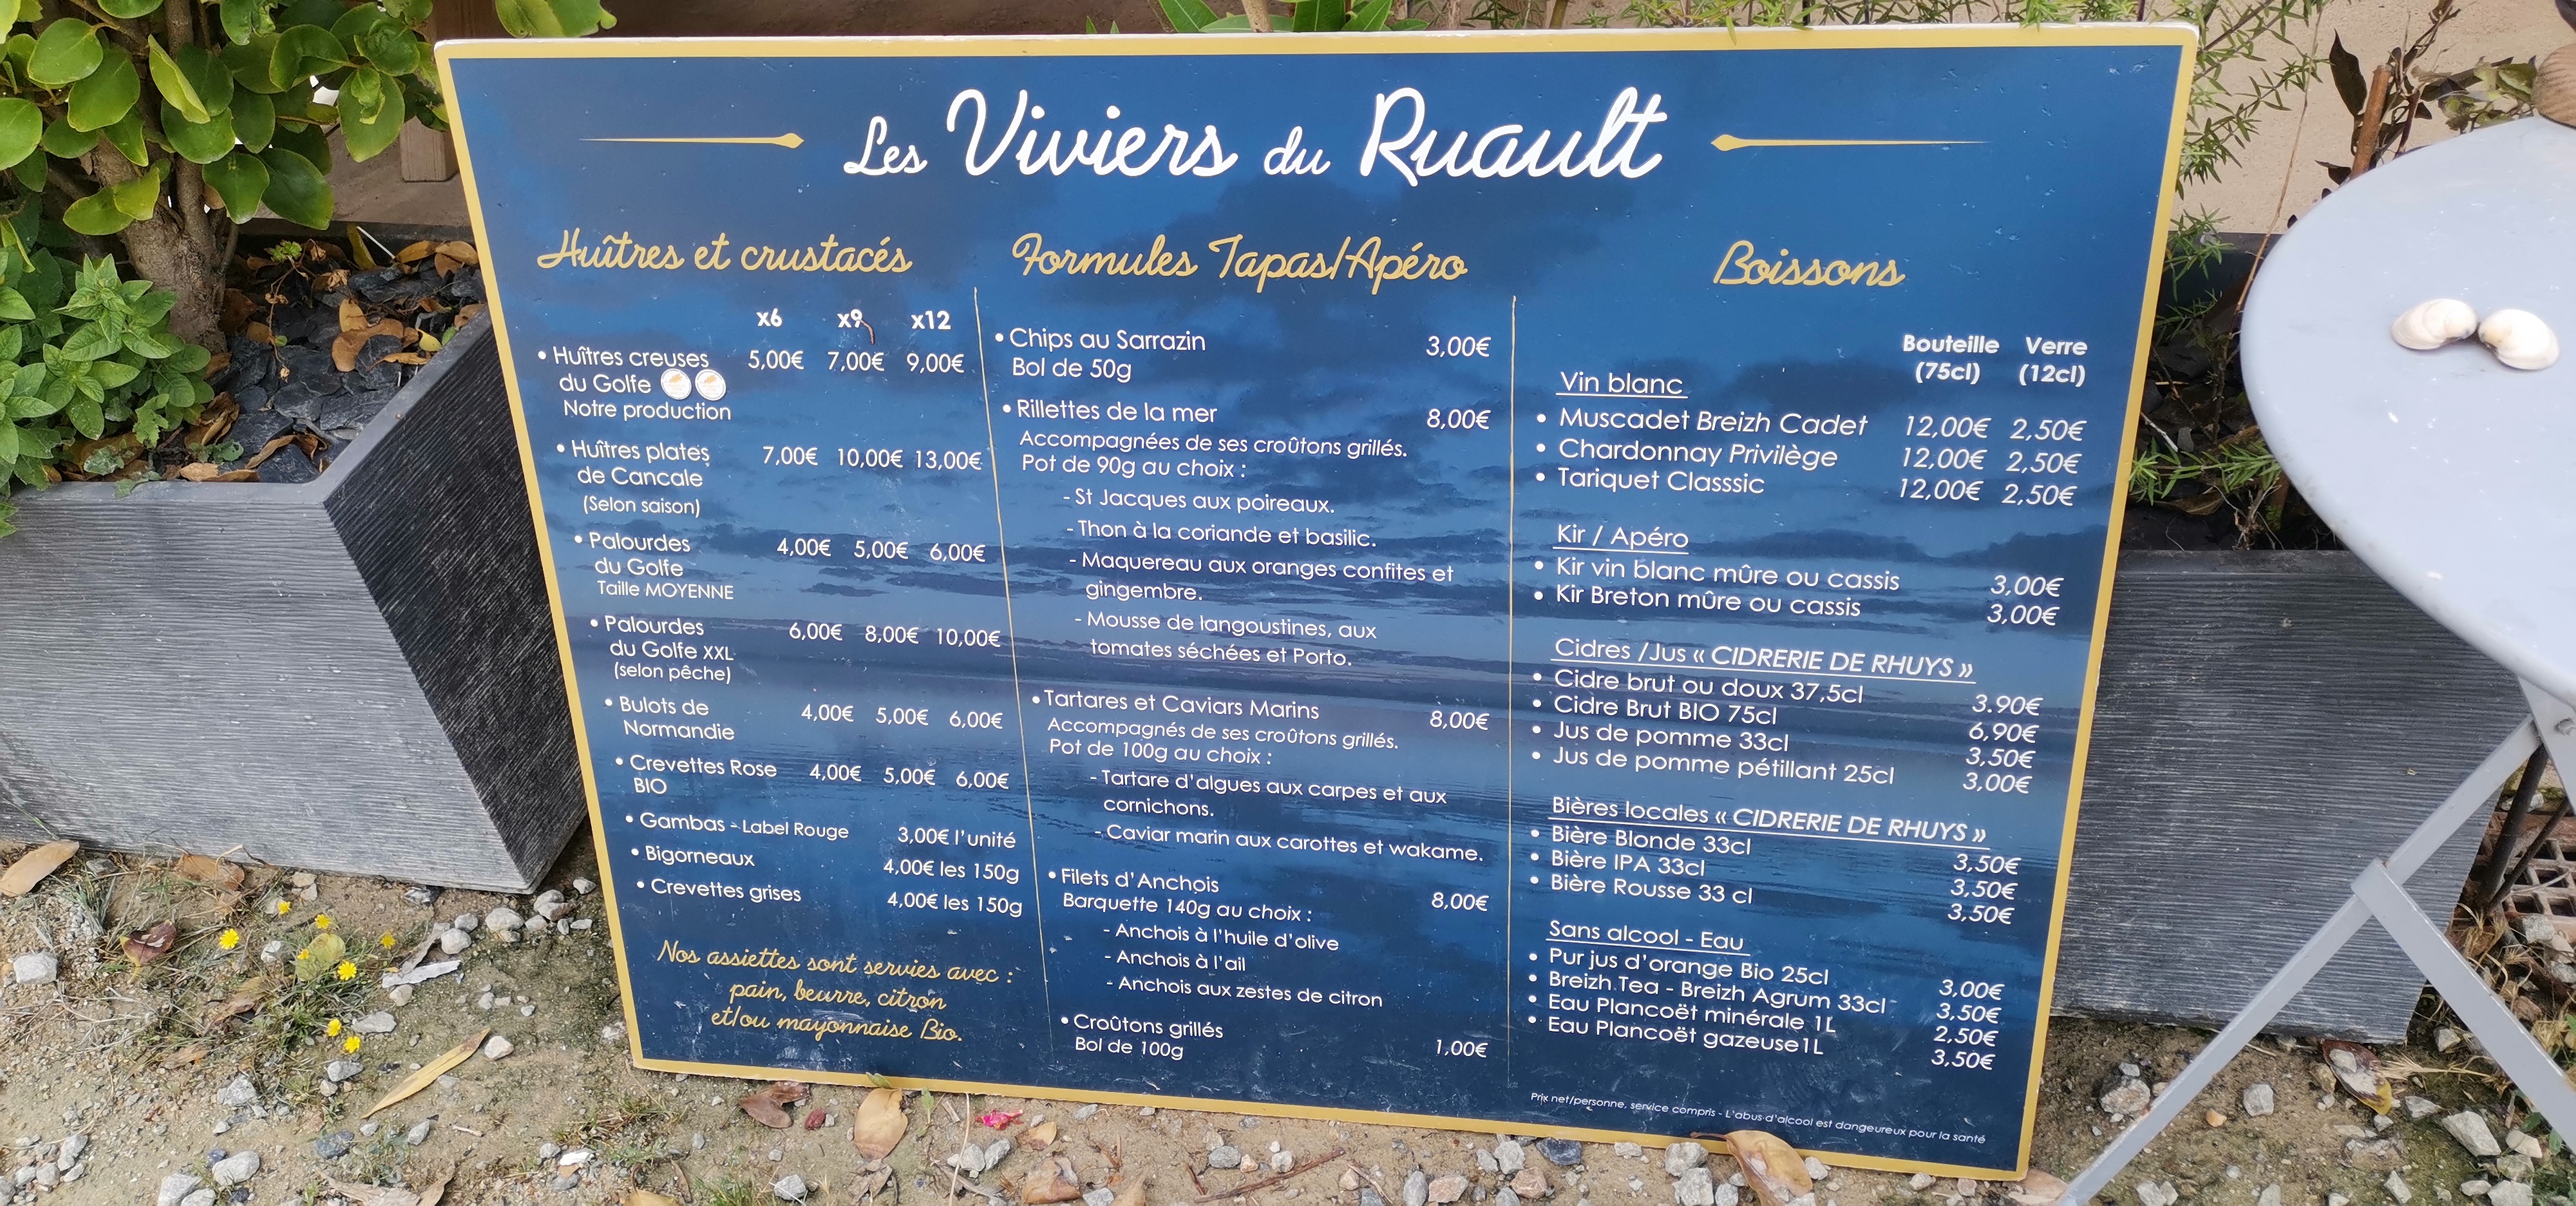 Les Viviers du Ruault
Huîtres et crustacés
x6 x9 x12
• Huîtres creuses 5,00€ 7,00€ 9,00€
du Golfe
Notre production
• Huîtres plates 7,00€ 10,00€ 13,00€
de Cancale
(Selon saison)
• Palourdes 4,00€ 5,00€ 6,00€
du Golfe
Taille MOYENNE
• Palourdes 6,00€ 8,00€ 10,00€
du Golfe XXL
(selon pêche)
• Bulots de 4,00€ 5,00€ 6,00€
Normandie
• Crevettes Rose 4,00€ 5,00€ 6,00€
BIO
• Gambas - Label Rouge 3,00€ l'unité
• Bigorneaux 4,00€ les 150g
• Crevettes grises 4,00€ les 150g
Nos assiettes sont servies avec :
pain, beurre, citron
et/ou mayonnaise Bio.
Formules Tapas/Apéro
• Chips au Sarrazin 3,00€
Bol de 50g
• Rillettes de la mer 8,00€
Accompagnées de ses croûtons grillés.
Pot de 90g au choix :
- St Jacques aux poireaux.
- Thon à la coriande et basilic.
- Maquereau aux oranges confites et
gingembre.
- Mousse de langoustines, aux
tomates séchées et Porto.
• Tartares et Caviars Marins 8,00€
Accompagnés de ses croûtons grillés.
Pot de 100g au choix :
- Tartare d'algues aux carpes et aux
cornichons.
- Caviar marin aux carottes et wakame.
• Filets d'Anchois 8,00€
Barquette 140g au choix :
- Anchois à l'huile d'olive
- Anchois à l'ail
- Anchois aux zestes de citron
• Croûtons grillés
Bol de 100g 1,00€
Boissons
Bouteille Verre
(75cl) (12cl)
Vin blanc
• Muscadet Breizh Cadet 12,00€ 2,50€
• Chardonnay Privilège 12,00€ 2,50€
• Tariquet Classsic 12,00€ 2,50€
Kir / Apéro
• Kir vin blanc mûre ou cassis 3,00€
• Kir Breton mûre ou cassis 3,00€
Cidres /Jus « CIDRERIE DE RHUYS »
• Cidre brut ou doux 37,5cl 3.90€
• Cidre Brut BIO 75cl 6,90€
• Jus de pomme 33cl 3,50€
• Jus de pomme pétillant 25cl 3,00€
Bières locales « CIDRERIE DE RHUYS »
• Bière Blonde 33cl 3,50€
• Bière IPA 33cl 3,50€
• Bière Rousse 33 cl 3,50€
Sans alcool - Eau
• Pur jus d'orange Bio 25cl 3,00€
• Breizh Tea - Breizh Agrum 33cl 3,50€
• Eau Plancoët minérale 1L 2,50€
• Eau Plancoët gazeuse1L 3,50€
Prix net/personne, service compris - L'abus d'alcool est dangeureux pour la santé